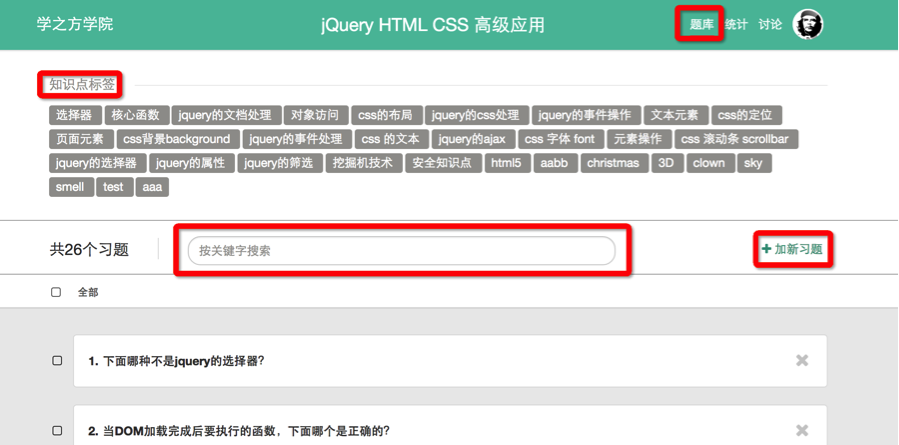 学之方学院 jQuery HTML CSS 高级应用 题库 统计 讨论
知识点标签
选择器 核心函数 jquery的文档处理 对象访问 css的布局 jquery的css处理 jquery的事件操作 文本元素 css的定位
页面元素 css背景background jquery的事件处理 css 的文本 jquery的ajax css 字体 font 元素操作 css 滚动条 scrollbar
jquery的选择器 jquery的属性 jquery的筛选 挖掘机技术 安全知识点 html5 aabb christmas 3D clown sky
smell test aaa
共26个习题 按关键字搜索 加新习题
全部
1. 下面哪种不是jquery的选择器?
2. 当DOM加载完成后要执行的函数，下面哪个是正确的?